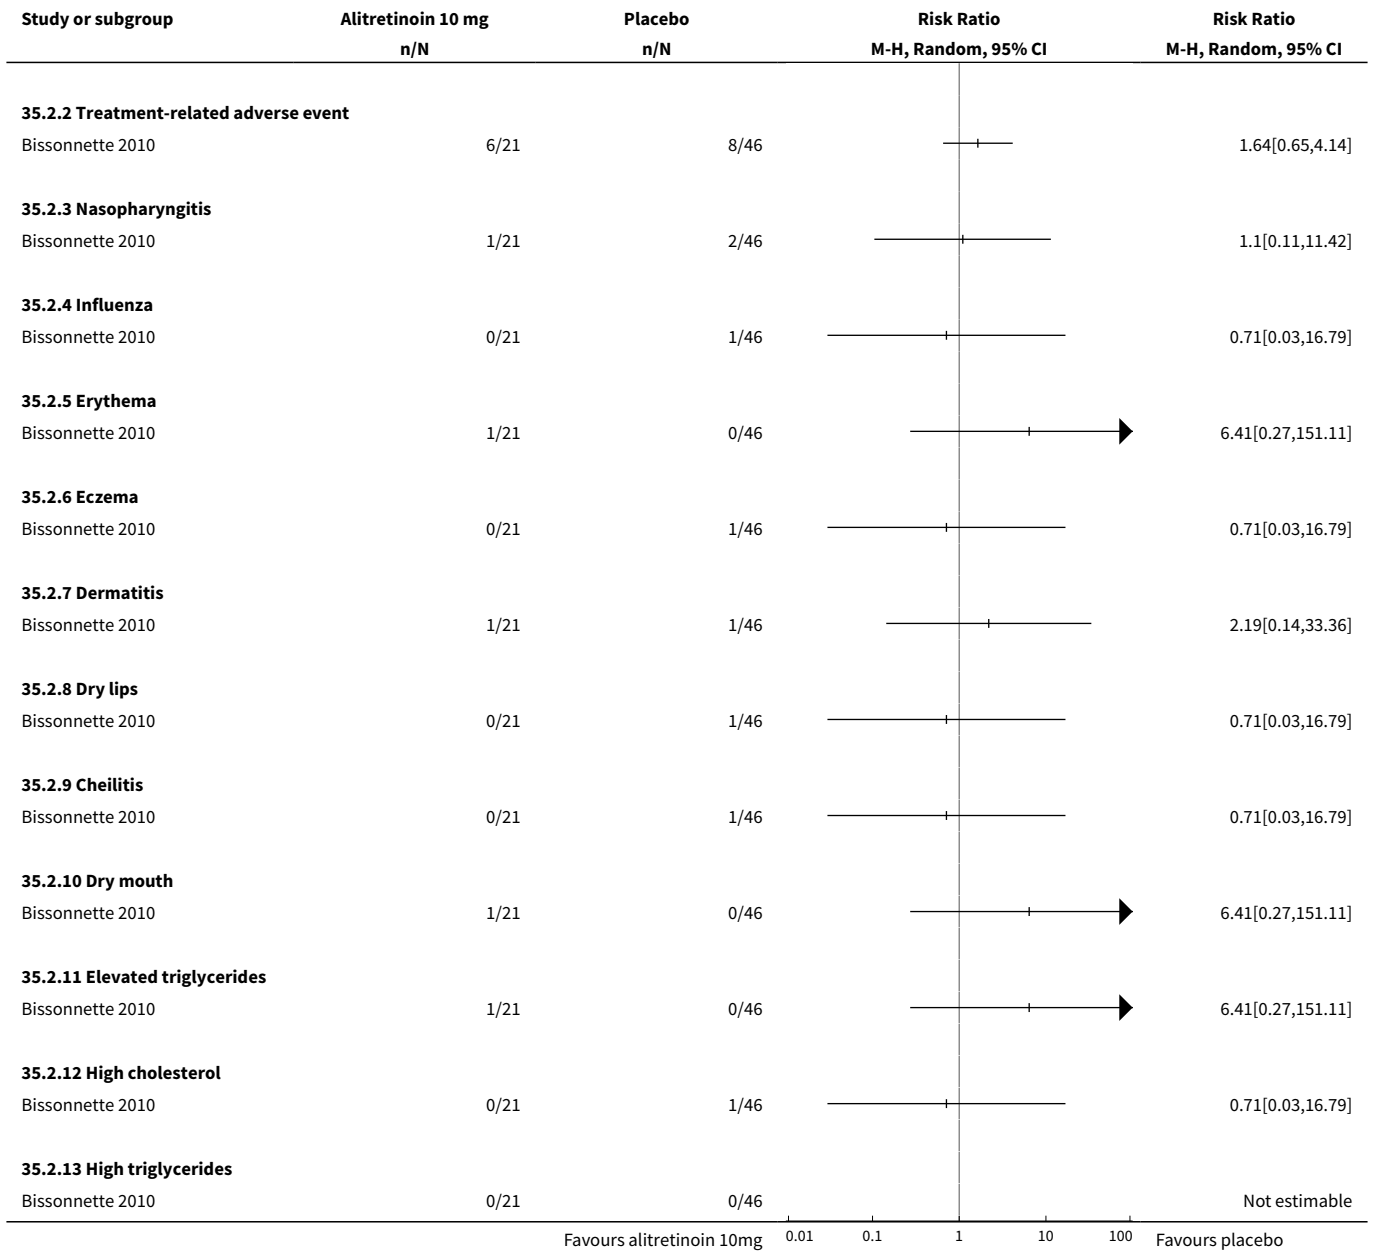 Study or subgroup Alitretinoin 10 mg Placebo Risk Ratio Risk Ratio
n/N n/N M-H, Random, 95% CI M-H, Random, 95% CI
35.2.2 Treatment-related adverse event
Bissonnette 2010 6/21 8/46 1.64[0.65,4.14]
35.2.3 Nasopharyngitis
Bissonnette 2010 1/21 2/46 1.1[0.11,11.42]
35.2.4 Influenza
Bissonnette 2010 0/21 1/46 0.71[0.03,16.79]
35.2.5 Erythema
Bissonnette 2010 1/21 0/46 6.41[0.27,151.11]
35.2.6 Eczema
Bissonnette 2010 0/21 1/46 0.71[0.03,16.79]
35.2.7 Dermatitis
Bissonnette 2010 1/21 1/46 2.19[0.14,33.36]
35.2.8 Dry lips
Bissonnette 2010 0/21 1/46 0.71[0.03,16.79]
35.2.9 Cheilitis
Bissonnette 2010 0/21 1/46 0.71[0.03,16.79]
35.2.10 Dry mouth
Bissonnette 2010 1/21 0/46 6.41[0.27,151.11]
35.2.11 Elevated triglycerides
Bissonnette 2010 1/21 0/46 6.41[0.27,151.11]
35.2.12 High cholesterol
Bissonnette 2010 0/21 1/46 0.71[0.03,16.79]
35.2.13 High triglycerides
Bissonnette 2010 0/21 0/46 Not estimable
Favours alitretinoin 10mg 0.01 0.1 1 10 100 Favours placebo